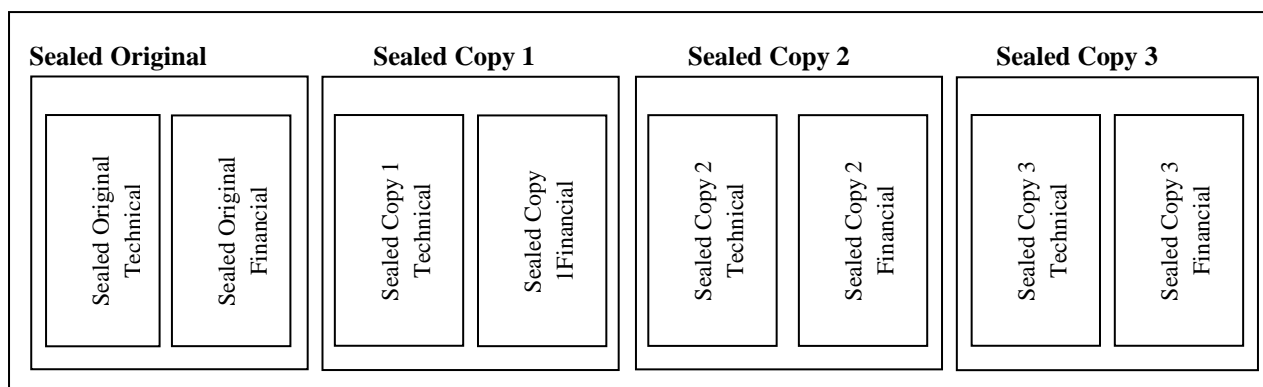 Sealed Original
Sealed Copy 1
Sealed Copy 2
Sealed Copy 3
Sealed Original
Technical
Sealed Original
Financial
Sealed Copy 1
Technical
Sealed Copy
1Financial
Sealed Copy 2
Technical
Sealed Copy 2
Financial
Sealed Copy 3
Technical
Sealed Copy 3
Financial